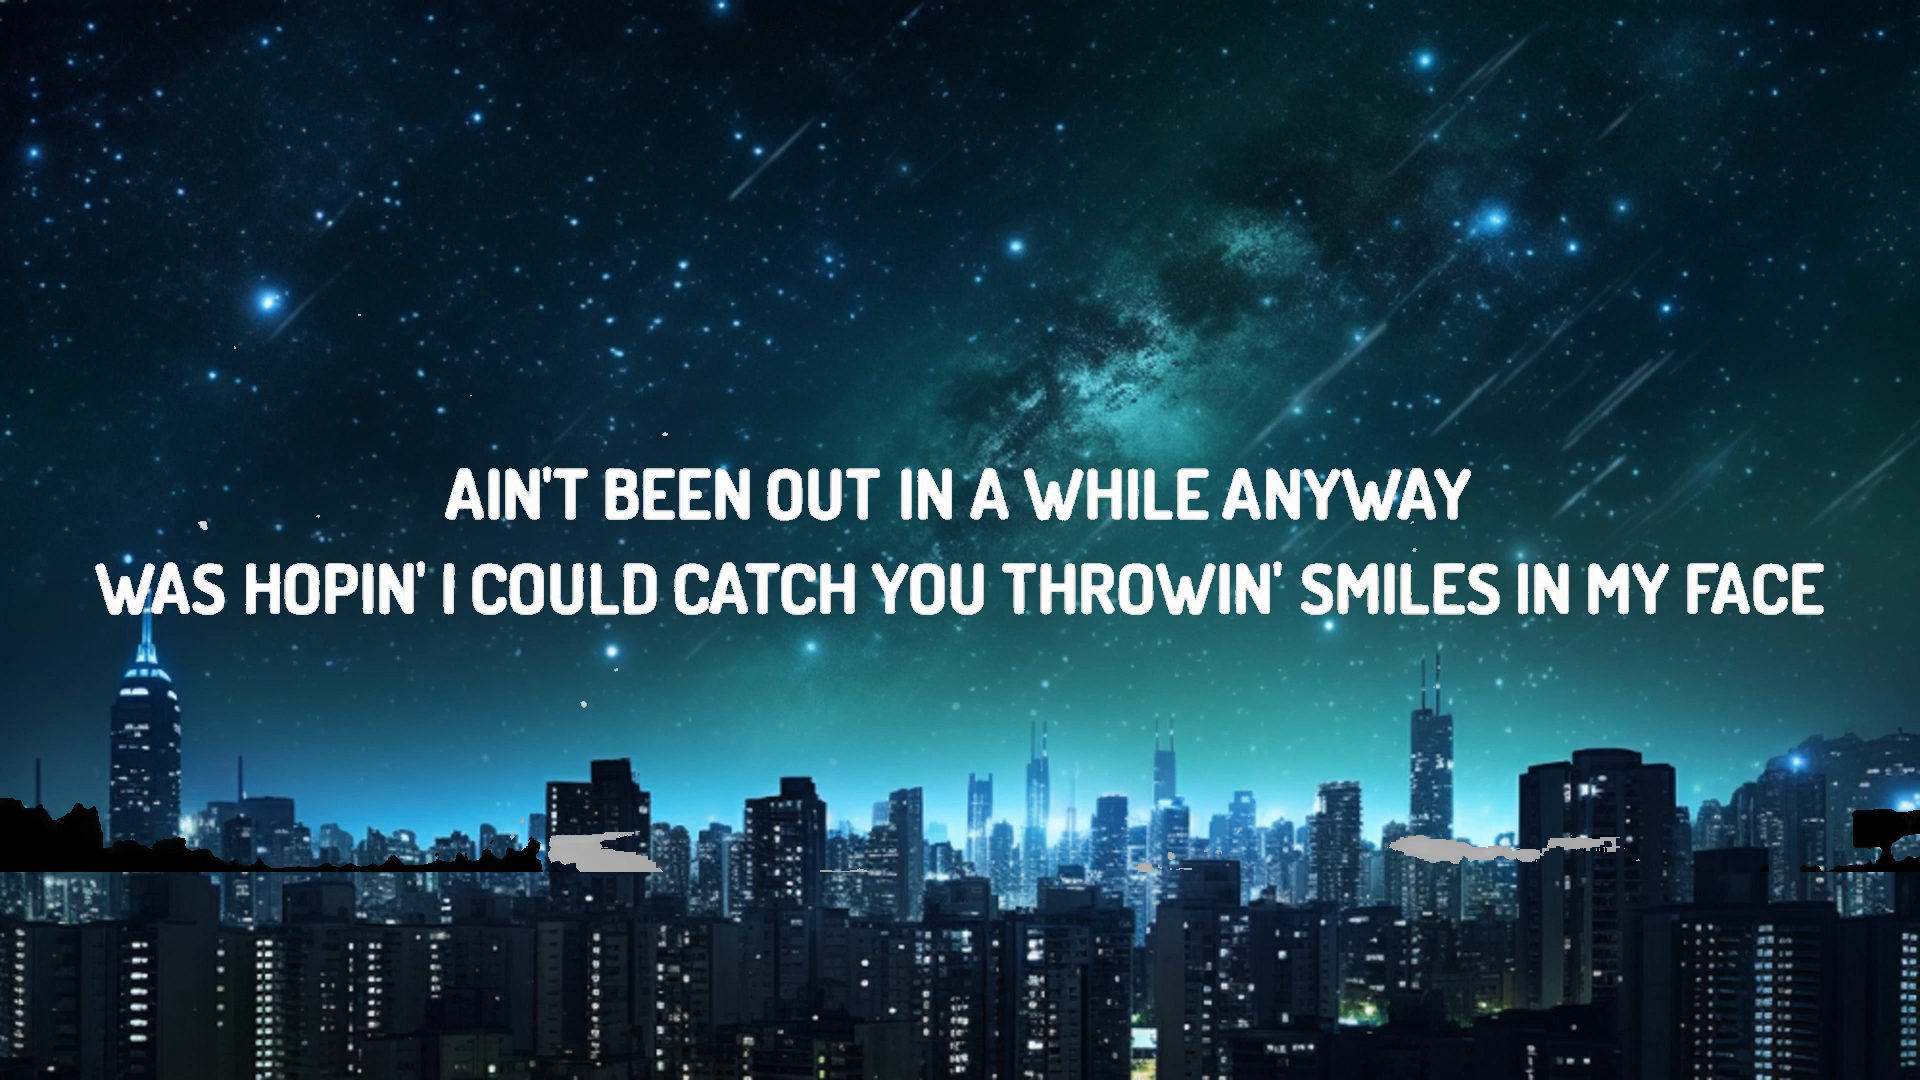 AIN'T BEEN OUT IN A WHILE ANYWAY
WAS HOPIN' I COULD CATCH YOU THROWIN' SMILES IN MY FACE